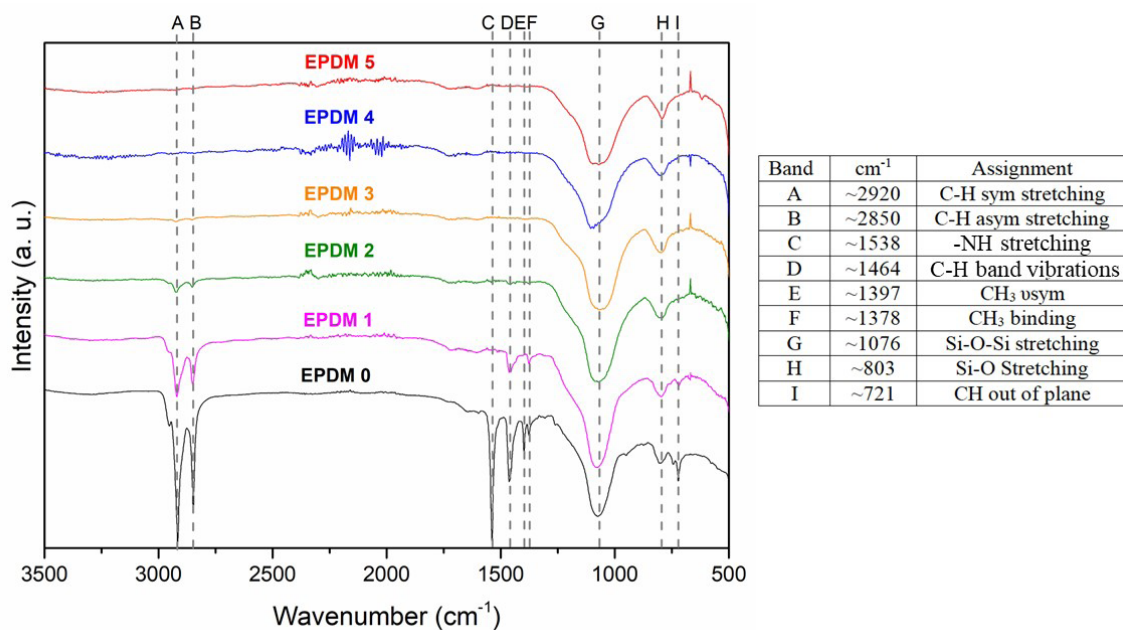 A B C D E F G H I
EPDM 5
EPDM 4
EPDM 3
EPDM 2
EPDM 1
EPDM 0
Intensity (a. u.)
3500 3000 2500 2000 1500 1000 500
Wavenumber (cm⁻¹)
Band cm⁻¹ Assignment
A ~2920 C-H sym stretching
B ~2850 C-H asym stretching
C ~1538 -NH stretching
D ~1464 C-H band vibrations
E ~1397 CH₃ υsym
F ~1378 CH₃ binding
G ~1076 Si-O-Si stretching
H ~803 Si-O Stretching
I ~721 CH out of plane